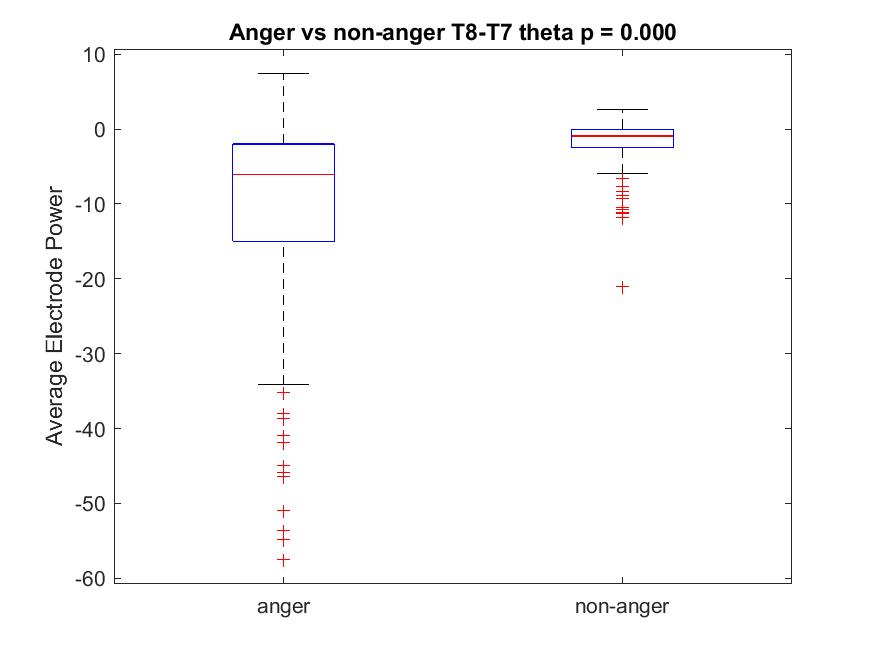 Anger vs non-anger T8-T7 theta p = 0.000
10
0
-10
-20
-30
-40
-50
-60
Average Electrode Power
anger
non-anger